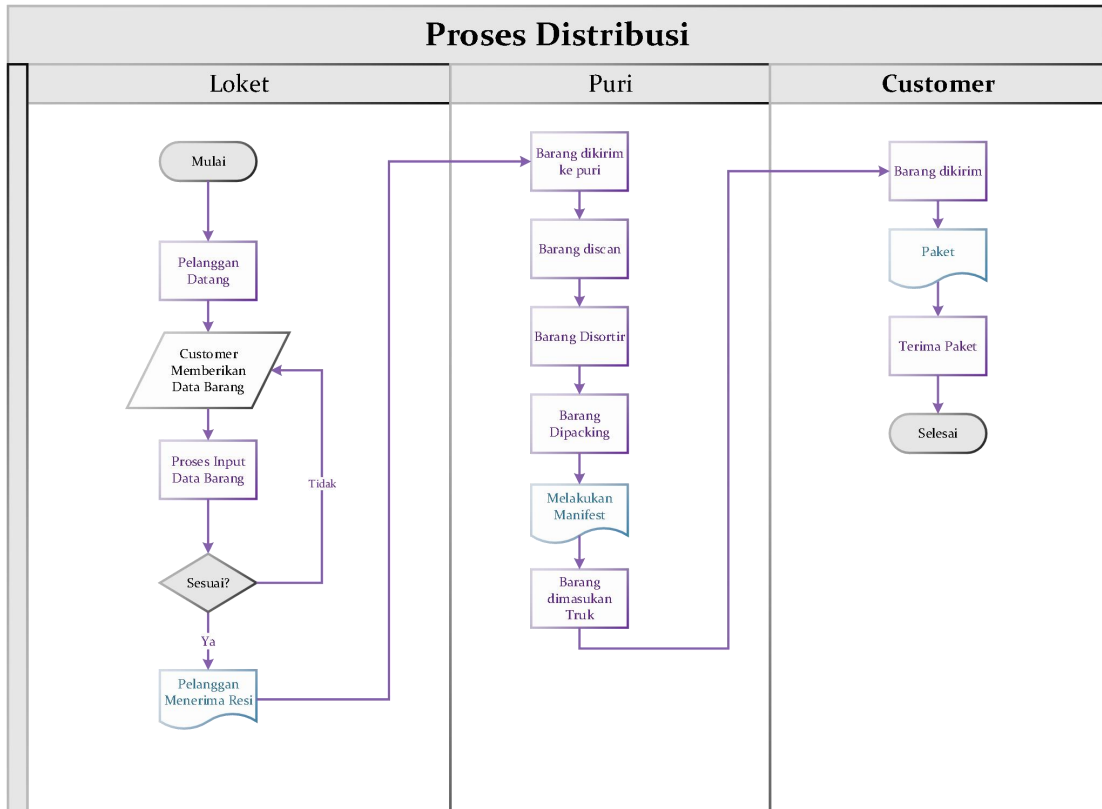 Proses Distribusi
Loket
Puri
Customer
Mulai
Pelanggan
Datang
Customer
Memberikan
Data Barang
Proses Input
Data Barang
Tidak
Sesuai?
Ya
Pelanggan
Menerima Resi
Barang dikirim
ke puri
Barang discan
Barang Disortir
Barang
Dipacking
Melakukan
Manifest
Barang
dimasukan
Truk
Barang dikirim
Paket
Terima Paket
Selesai